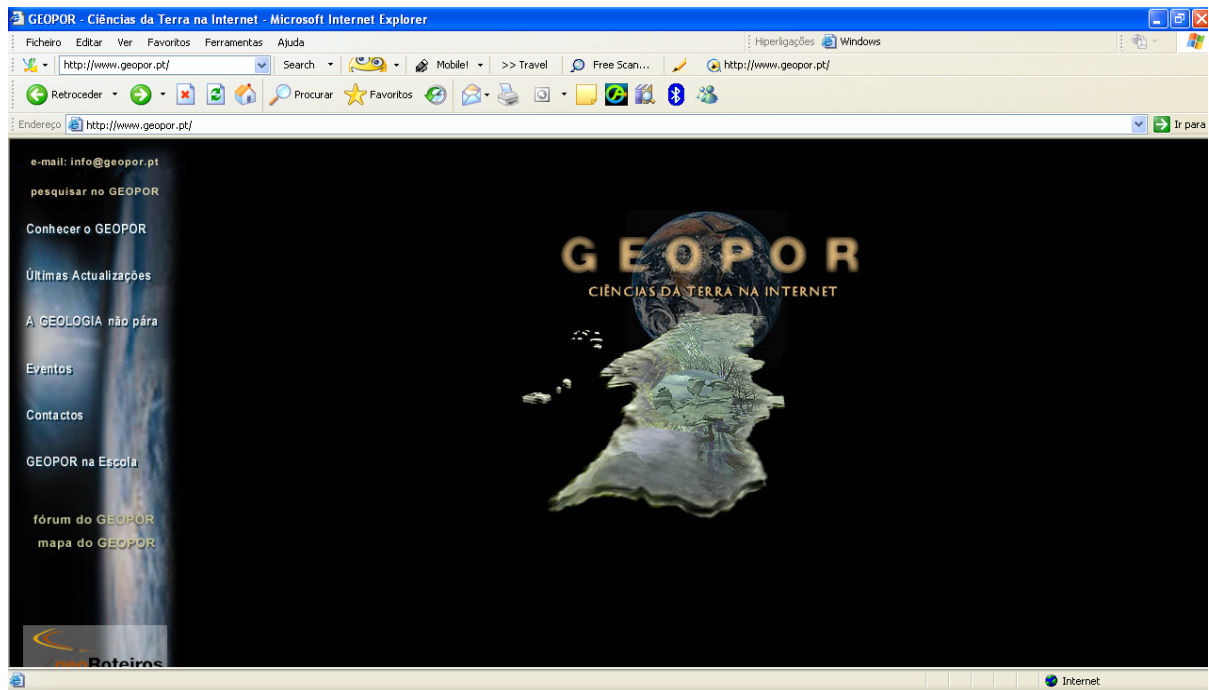 GEOPOR - Ciências da Terra na Internet - Microsoft Internet Explorer
Ficheiro Editar Ver Favoritos Ferramentas Ajuda Hiperligações Windows
http://www.geopor.pt/ Search Mobile! >> Travel Free Scan... http://www.geopor.pt/
Retroceder Procurar Favoritos
Endereço http://www.geopor.pt/ Ir para
e-mail: info@geopor.pt
pesquisar no GEOPOR
Conhecer o GEOPOR
Últimas Actualizações
A GEOLOGIA não pára
Eventos
Contactos
GEOPOR na Escola
fórum do GEOPOR
mapa do GEOPOR
geoRoteiros
GEOPOR
CIÊNCIAS DA TERRA NA INTERNET
Internet